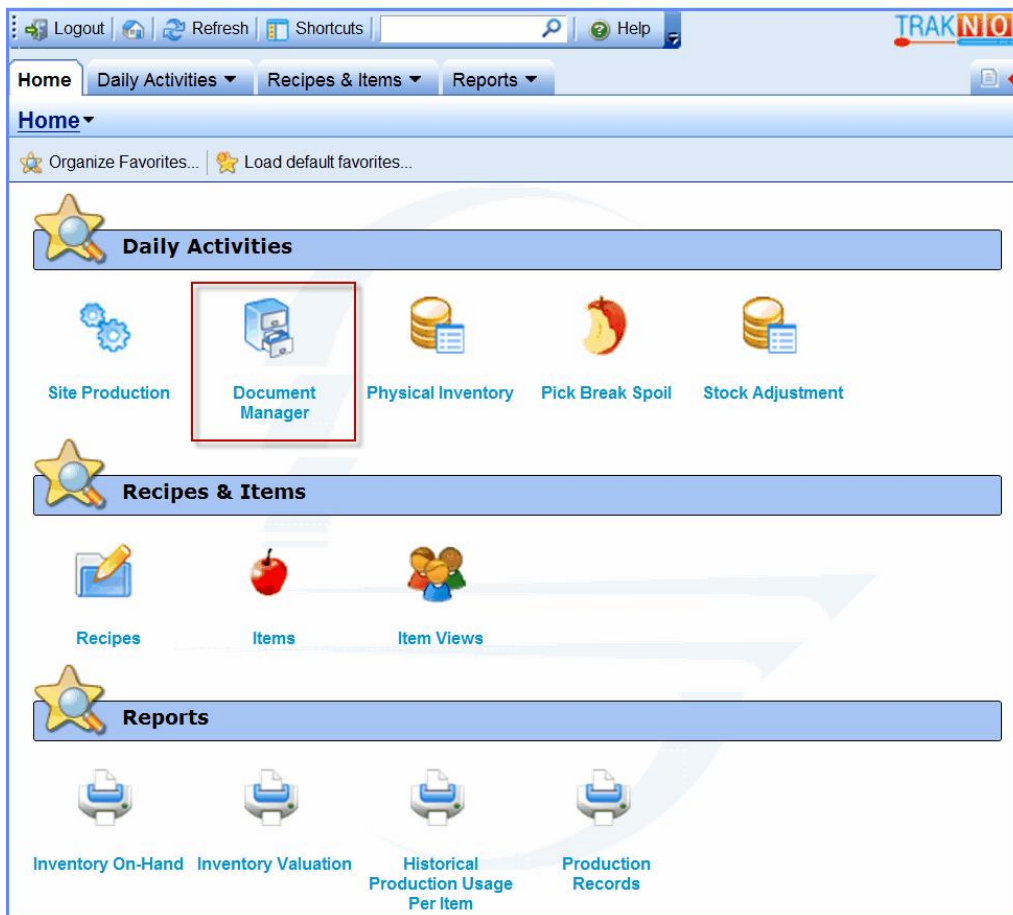 Logout Refresh Shortcuts Help TRAKNO
Home Daily Activities Recipes & Items Reports
Home
Organize Favorites... Load default favorites...
Daily Activities
Site Production Document Physical Inventory Pick Break Spoil Stock Adjustment
Manager
Recipes & Items
Recipes Items Item Views
Reports
Inventory On-Hand Inventory Valuation Historical Production
Production Usage Records
Per Item